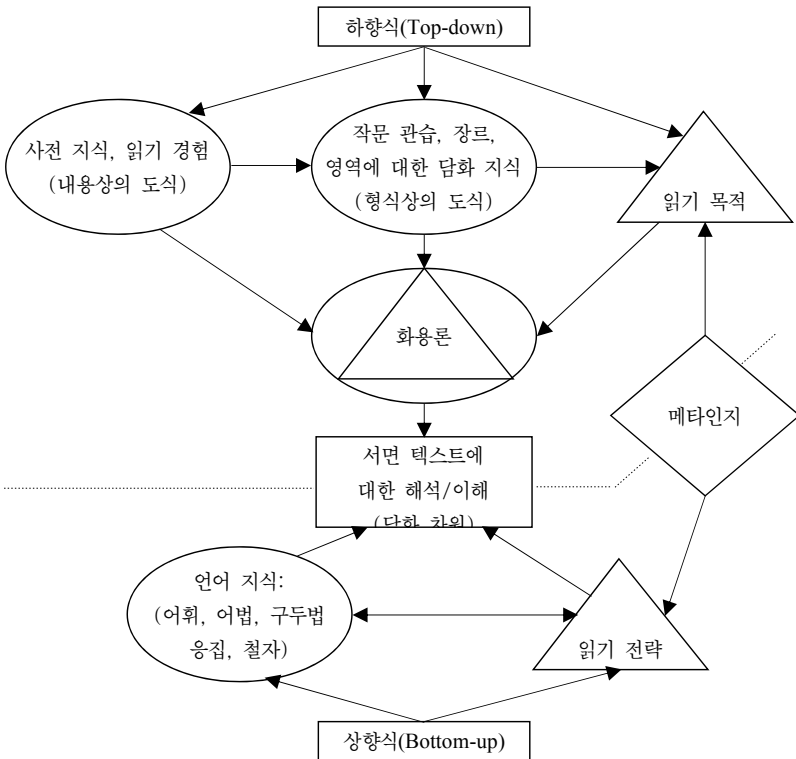 하향식(Top-down)
사전 지식, 읽기 경험
(내용상의 도식)
작문 관습, 장르,
영역에 대한 담화 지식
(형식상의 도식)
읽기 목적
화용론
메타인지
서면 텍스트에
대한 해석/이해
(담화 차원)
언어 지식:
(어휘, 어법, 구두법
응집, 철자)
읽기 전략
상향식(Bottom-up)